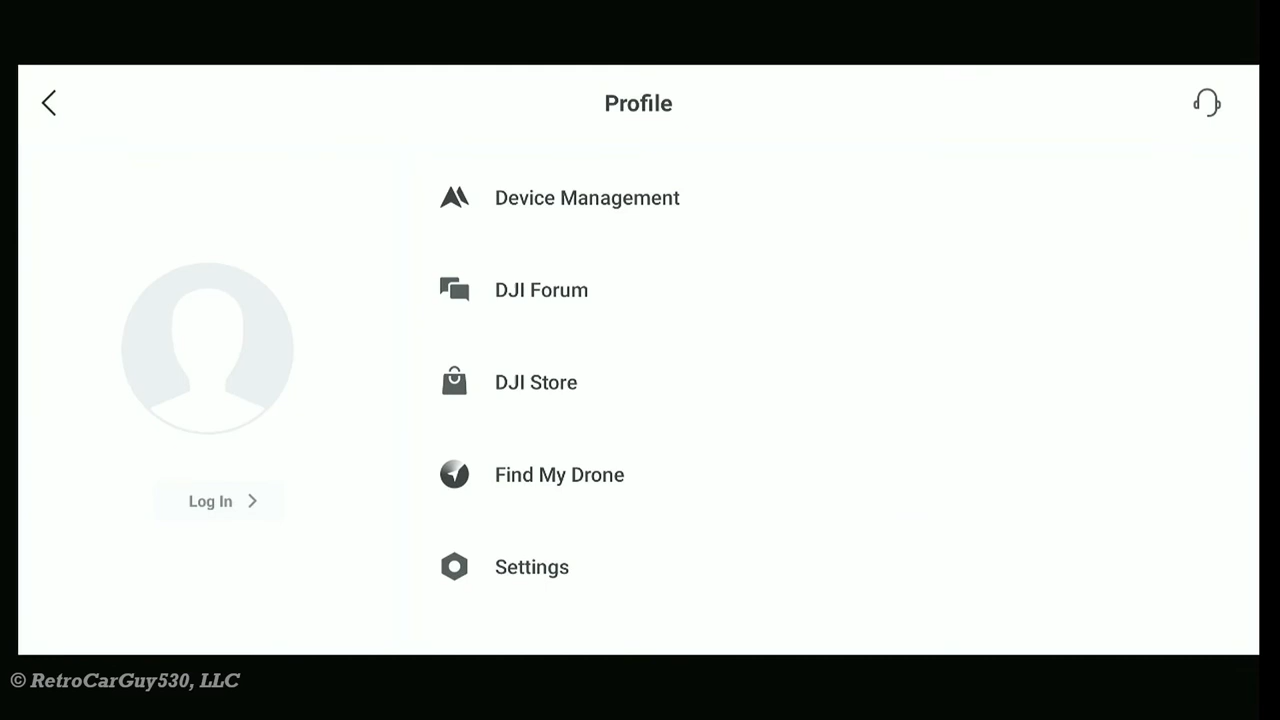 Profile
Device Management
DJI Forum
DJI Store
Find My Drone
Settings
Log In
© RetroCarGuy530, LLC